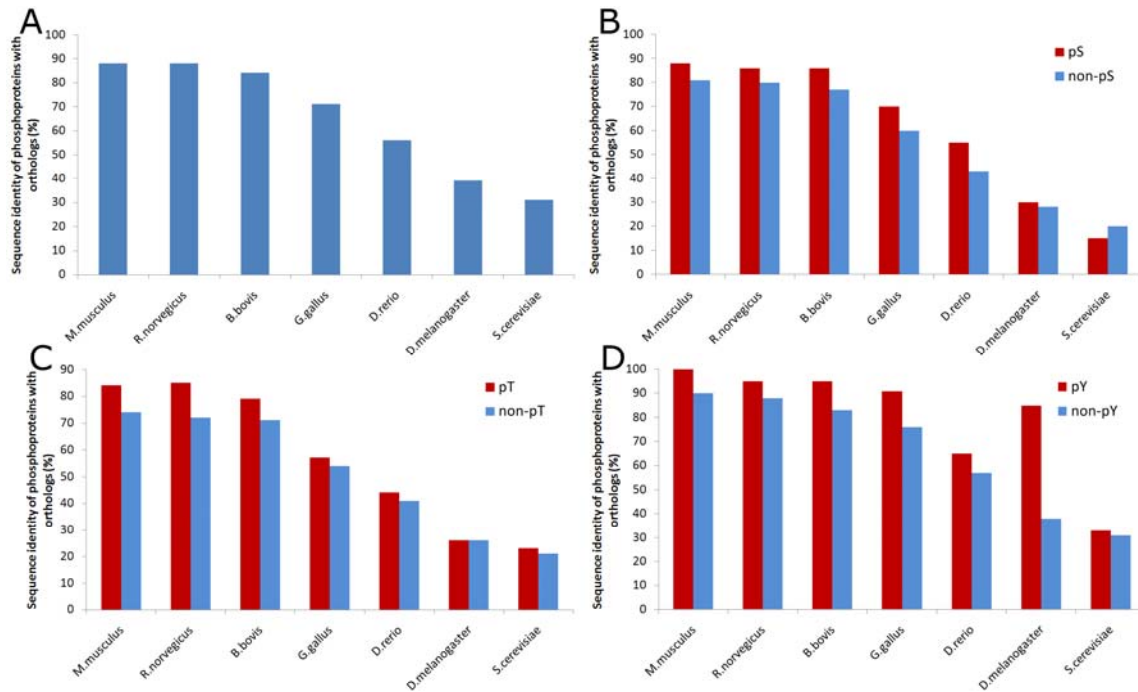 A
Sequence identity of phosphoproteins with
orthologs (%)
100
90
80
70
60
50
40
30
20
10
0
M.musculus
R.norvegicus
B.bovis
G.gallus
D.rerio
D.melanogaster
S.cerevisiae
B
Sequence identity of phosphoproteins with
orthologs (%)
100
90
80
70
60
50
40
30
20
10
0
pS
non-pS
M.musculus
R.norvegicus
B.bovis
G.gallus
D.rerio
D.melanogaster
S.cerevisiae
C
Sequence identity of phosphoproteins with
orthologs (%)
90
80
70
60
50
40
30
20
10
0
pT
non-pT
M.musculus
R.norvegicus
B.bovis
G.gallus
D.rerio
D.melanogaster
S.cerevisiae
D
Sequence identity of phosphoproteins with
orthologs (%)
100
90
80
70
60
50
40
30
20
10
0
pY
non-pY
M.musculus
R.norvegicus
B.bovis
G.gallus
D.rerio
D.melanogaster
S.cerevisiae